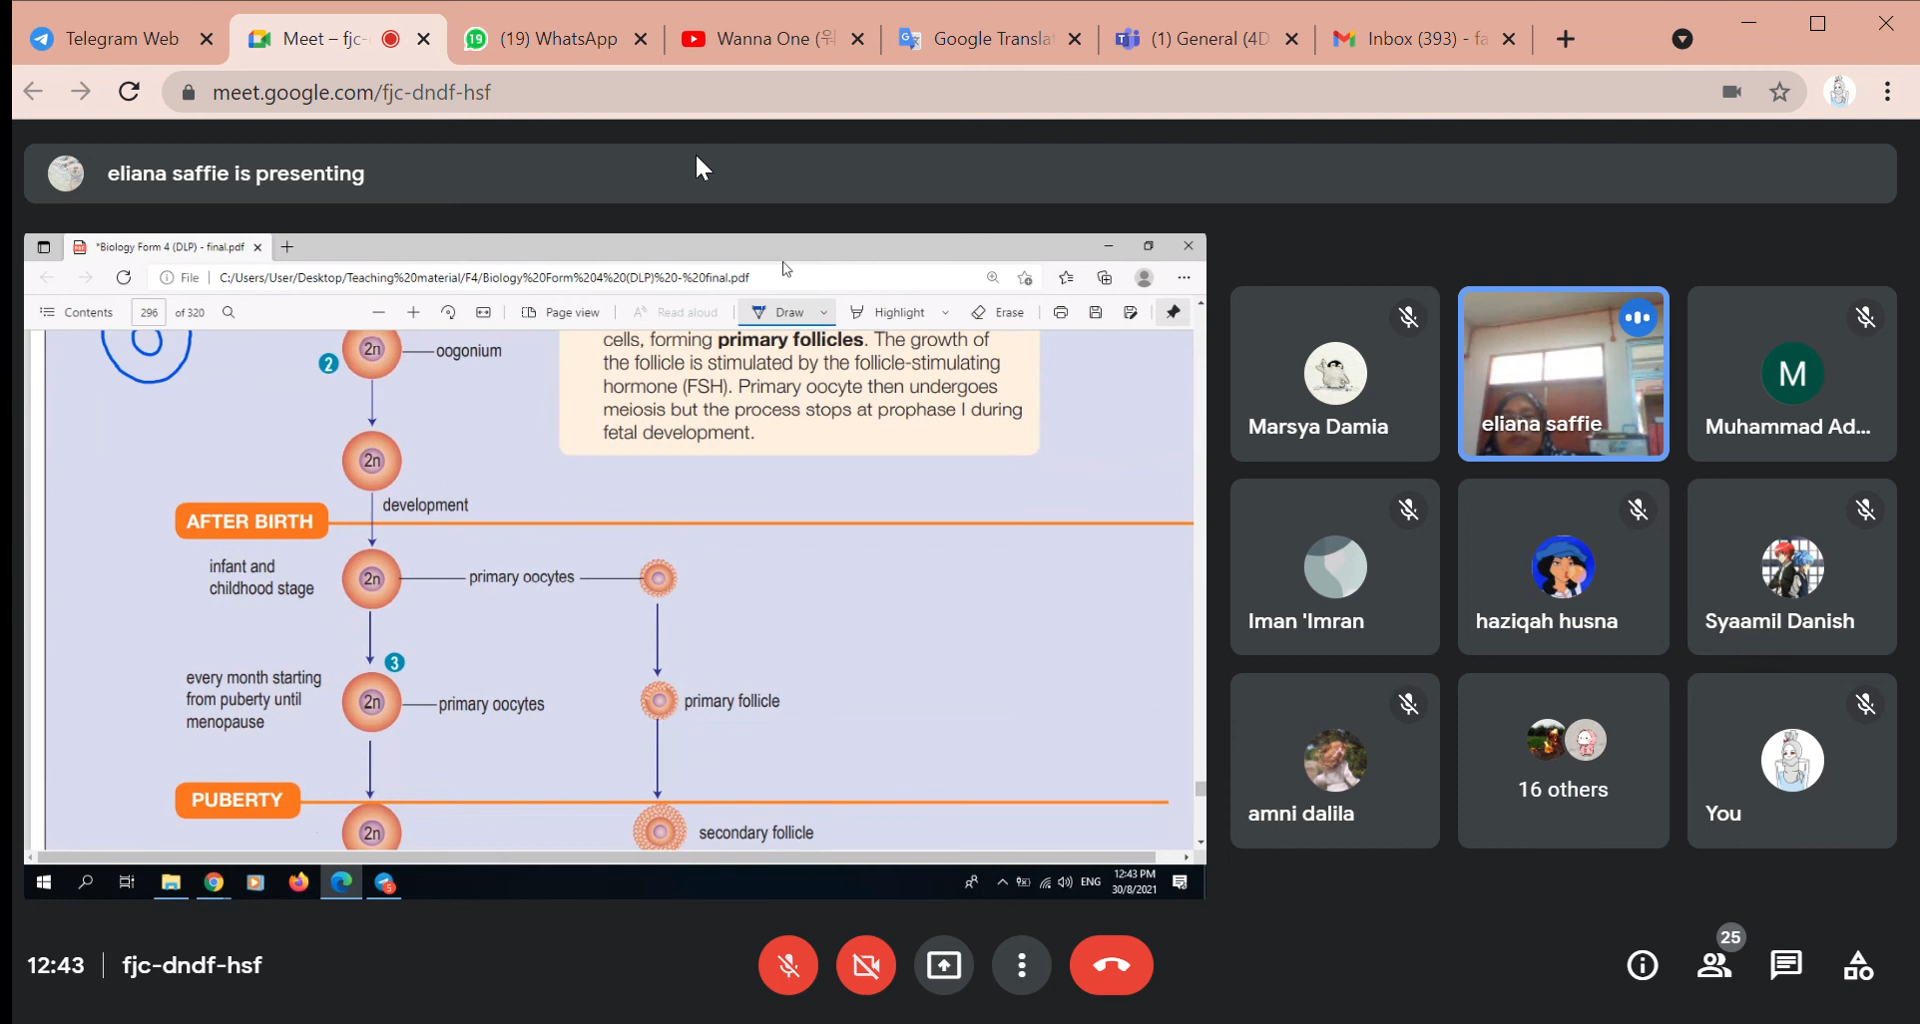 Telegram Web
Meet – fjc-
(19) WhatsApp
Wanna One (워
Google Translat
(1) General (4D
Inbox (393) - fa
meet.google.com/fjc-dndf-hsf
eliana saffie is presenting
*Biology Form 4 (DLP) - final.pdf
File
C:/Users/User/Desktop/Teaching%20material/F4/Biology%20Form%204%20(DLP)%20-%20final.pdf
Contents
296
of 320
Page view
Read aloud
Draw
Highlight
Erase
2
2n
oogonium
cells, forming primary follicles. The growth of
the follicle is stimulated by the follicle-stimulating
hormone (FSH). Primary oocyte then undergoes
meiosis but the process stops at prophase I during
fetal development.
2n
development
AFTER BIRTH
infant and
childhood stage
2n
primary oocytes
3
every month starting
from puberty until
menopause
2n
primary oocytes
primary follicle
PUBERTY
2n
secondary follicle
ENG
12:43 PM
30/8/2021
5
Marsya Damia
eliana saffie
M
Muhammad Ad...
Iman 'Imran
haziqah husna
Syaamil Danish
amni dalila
16 others
You
12:43
fjc-dndf-hsf
25